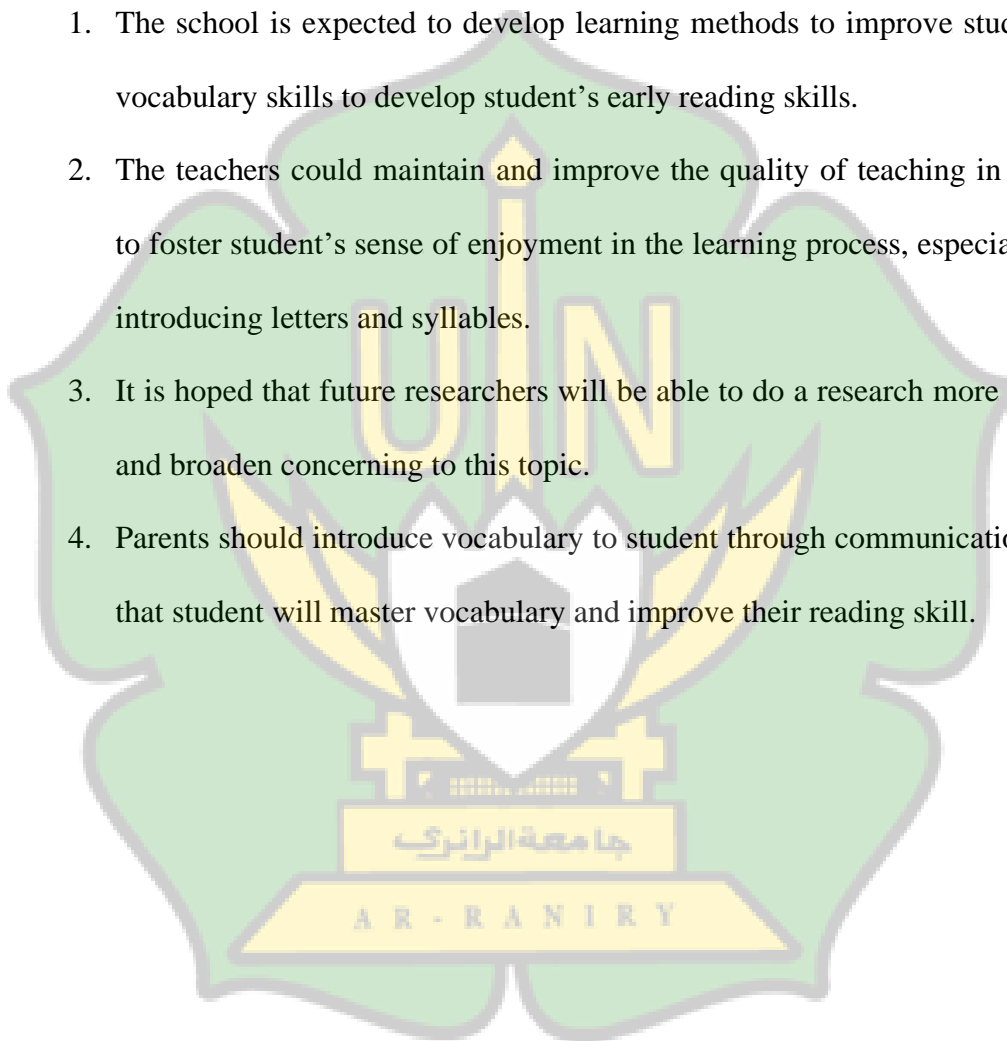 1. The school is expected to develop learning methods to improve
vocabulary skills to develop student’s early reading skills.
2. The teachers could maintain and improve the quality of teaching in
to foster student’s sense of enjoyment in the learning process,
introducing letters and syllables.
3. It is hoped that future researchers will be able to do a research more
and broaden concerning to this topic.
4. Parents should introduce vocabulary to student through
that student will master vocabulary and improve their reading skill.
UIN
جامعة الرانري
AR-RANIRY